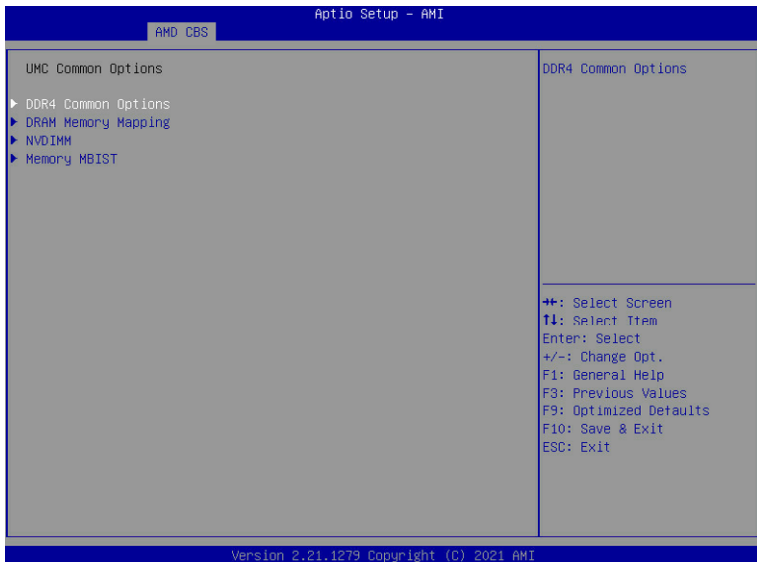 Aptio Setup - AMI
AMD CBS
UMC Common Options
DDR4 Common Options
DRAM Memory Mapping
NVDIMM
Memory MBIST
DDR4 Common Options
→←: Select Screen
↑↓: Select Item
Enter: Select
+/-: Change Opt.
F1: General Help
F3: Previous Values
F9: Optimized Defaults
F10: Save & Exit
ESC: Exit
Version 2.21.1279 Copyright (C) 2021 AMI